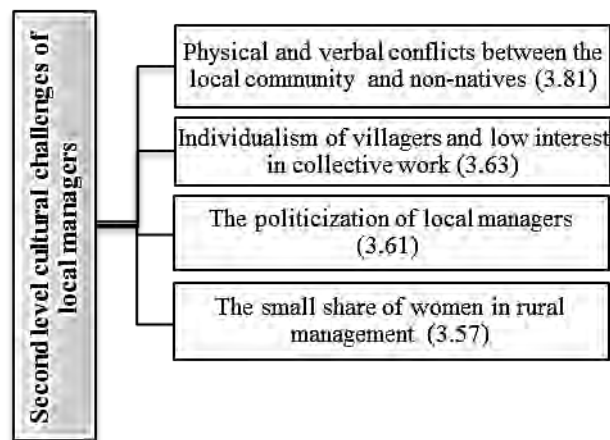 Second level cultural challenges of
local managers
Physical and verbal conflicts between the
local community and non-natives (3.81)
Individualism of villagers and low interest
in collective work (3.63)
The politicization of local managers
(3.61)
The small share of women in rural
management (3.57)